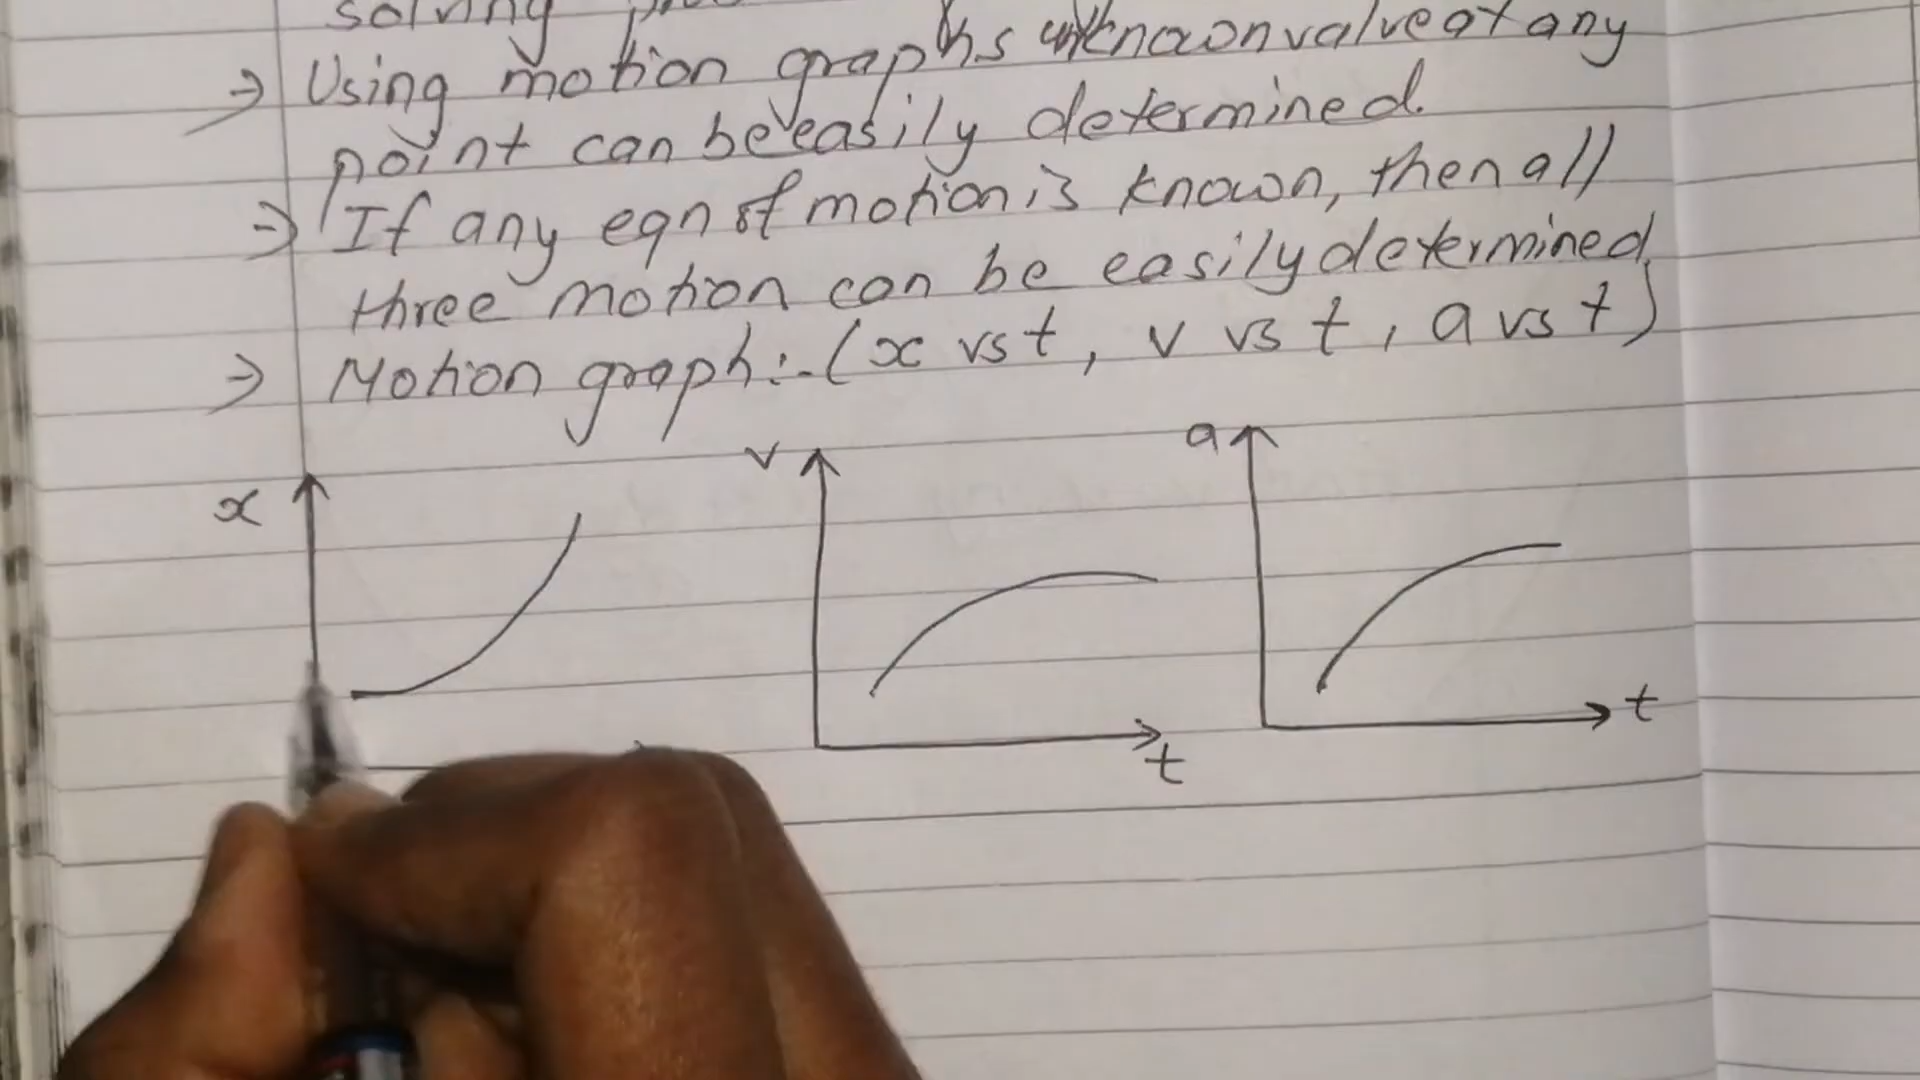 solving
⇒ Using motion graphs unknown value at any
point can be easily determined.
⇒ If any eqn of motion is known, then all
three motion can be easily determined.
⇒ Motion graph:- (x vs t, v vs t, a vs t)
x v a
t t